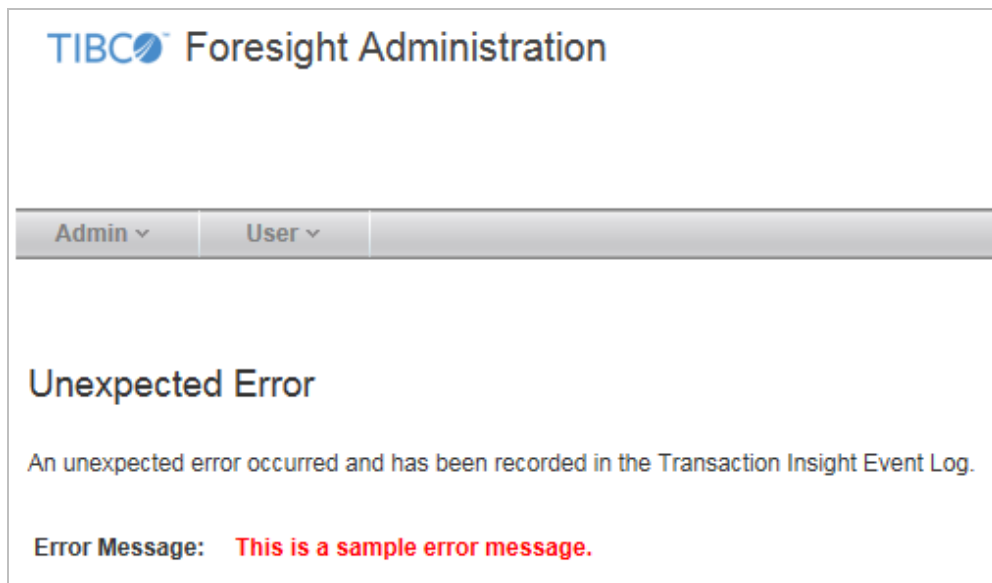 TIBCO™ Foresight Administration
Admin User
Unexpected Error
An unexpected error occurred and has been recorded in the Transaction Insight Event Log.
Error Message: This is a sample error message.